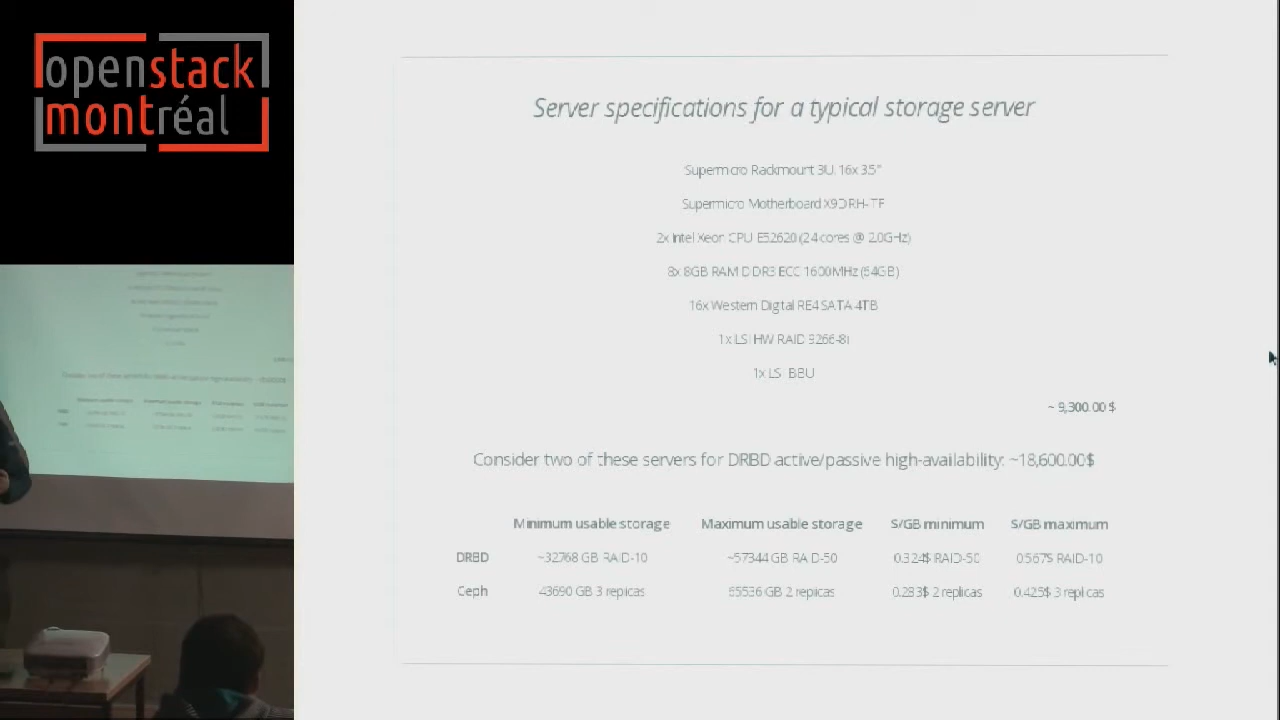 openstack
montréal
Server specifications for a typical storage server
Supermicro Rackmount 3U, 16x 3.5"
Supermicro Motherboard X9DRH-TF
2x Intel Xeon CPU E52620 (24 cores @ 2.0GHz)
8x 8GB RAM DDR3 ECC 1600MHz (64GB)
16x Western Digital RE4 SATA 4TB
1x LSI HW RAID 9266-8i
1x LSI BBU
~ 9,300.00 $
Consider two of these servers for DRBD active/passive high-availability: ~18,600.00$
Minimum usable storage Maximum usable storage $/GB minimum $/GB maximum
DRBD ~32768 GB RAID-10 ~57344 GB RAID-50 0.324$ RAID-50 0.567$ RAID-10
Ceph 43690 GB 3 replicas 65536 GB 2 replicas 0.283$ 2 replicas 0.425$ 3 replicas